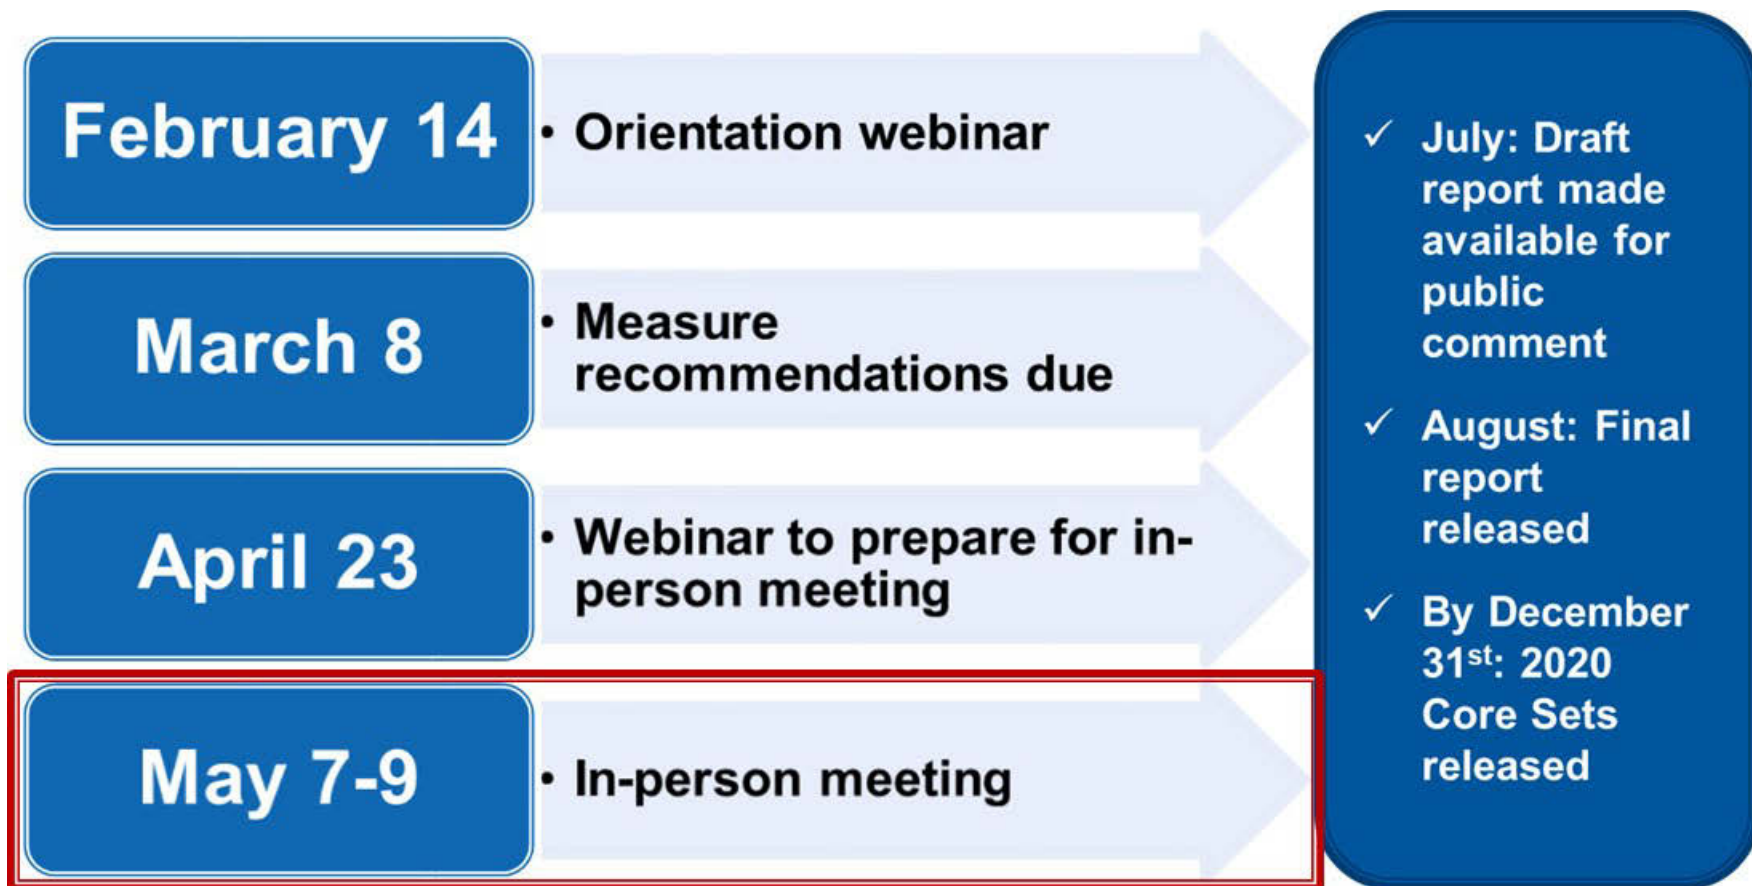 February 14
• Orientation webinar
March 8
• Measure
recommendations due
April 23
• Webinar to prepare for in-
person meeting
May 7-9
• In-person meeting
✓ July: Draft
report made
available for
public
comment
✓ August: Final
report
released
✓ By December
31st: 2020
Core Sets
released